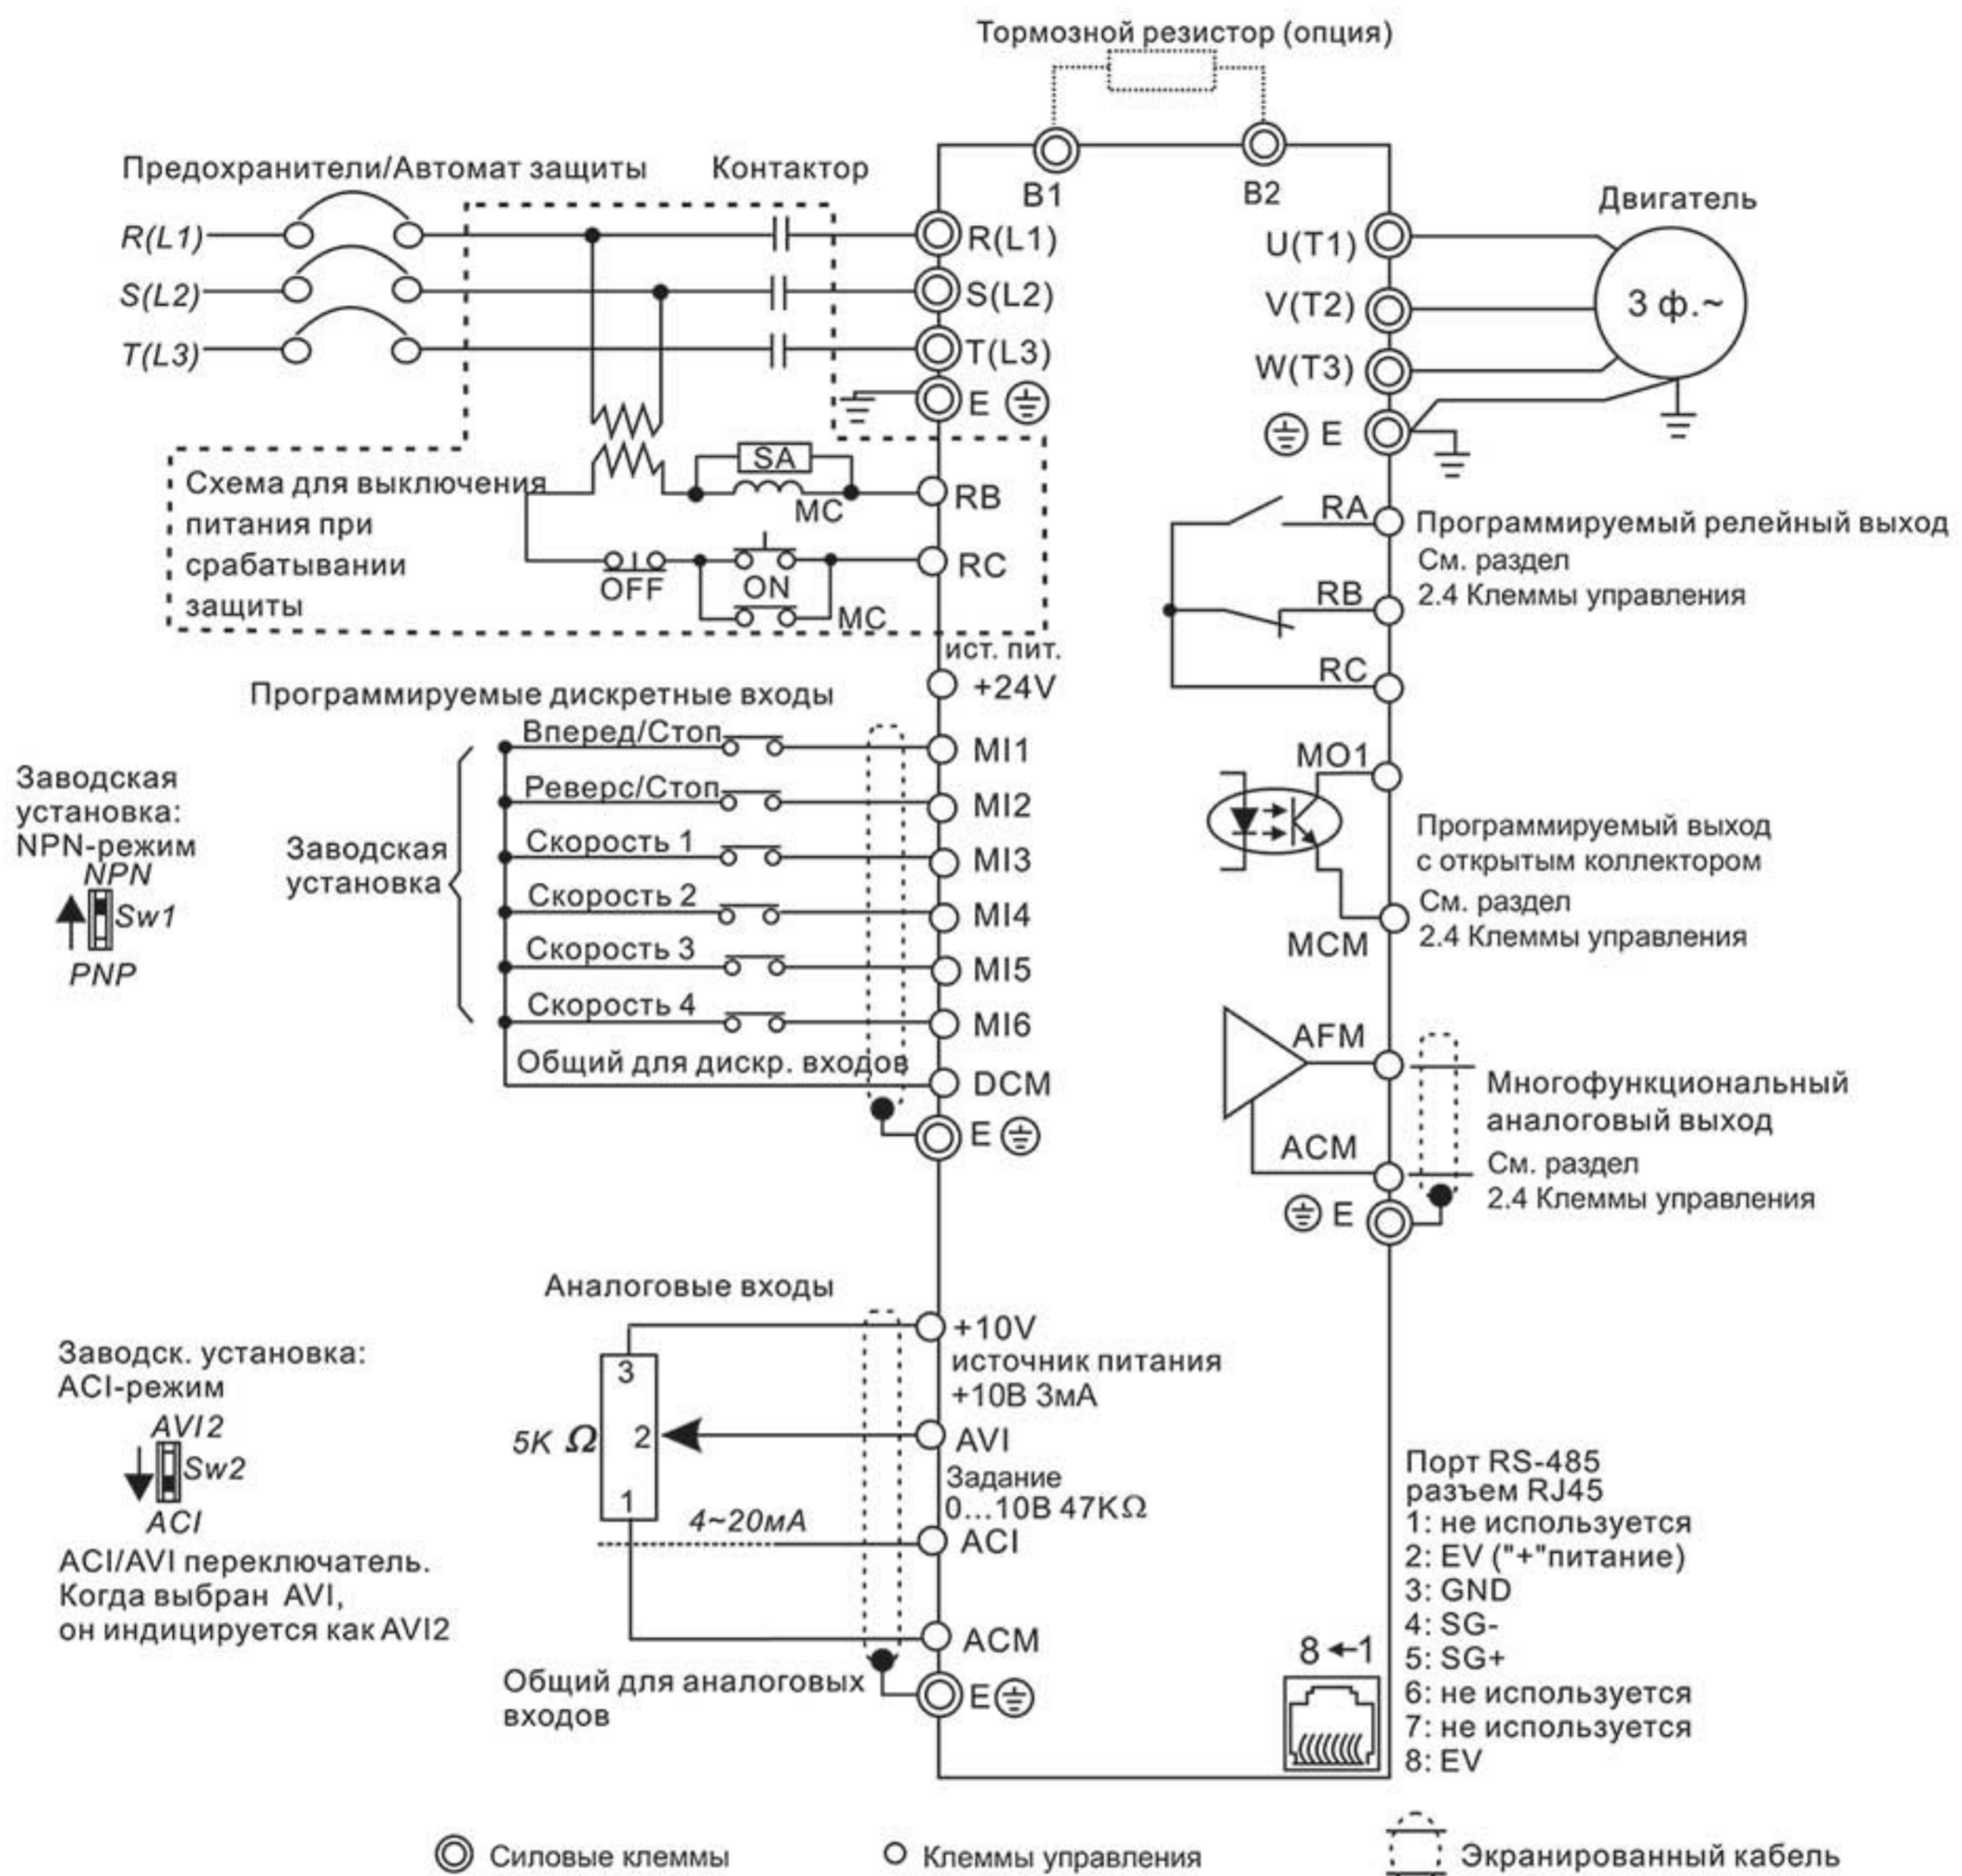 Тормозной резистор (опция)
B1
B2
Предохранители/Автомат защиты
Контактор
R(L1)
S(L2)
T(L3)
R(L1)
S(L2)
T(L3)
E
U(T1)
V(T2)
W(T3)
E
Двигатель
3 ф.~
Схема для выключения
питания при
срабатывании
защиты
SA
MC
RB
OFF
ON
MC
RC
RA
Программируемый релейный выход
См. раздел
2.4 Клеммы управления
RB
RC
ист. пит.
+24V
Программируемые дискретные входы
Заводская
установка:
NPN-режим
NPN
Sw1
PNP
Заводская
установка
Вперед/Стоп
MI1
Реверс/Стоп
MI2
Скорость 1
MI3
Скорость 2
MI4
Скорость 3
MI5
Скорость 4
MI6
Общий для дискр. входов
DCM
E
MO1
MCM
Программируемый выход
с открытым коллектором
См. раздел
2.4 Клеммы управления
AFM
ACM
E
Многофункциональный
аналоговый выход
См. раздел
2.4 Клеммы управления
Аналоговые входы
Заводск. установка:
ACI-режим
AVI2
Sw2
ACI
ACI/AVI переключатель.
Когда выбран AVI,
он индицируется как AVI2
3
5K Ω
2
1
4~20мА
+10V
источник питания
+10В 3мА
AVI
Задание
0...10В 47KΩ
ACI
ACM
Общий для аналоговых
входов
E
8 1
Порт RS-485
разъем RJ45
1: не используется
2: EV ("+"питание)
3: GND
4: SG-
5: SG+
6: не используется
7: не используется
8: EV
Силовые клеммы
Клеммы управления
Экранированный кабель